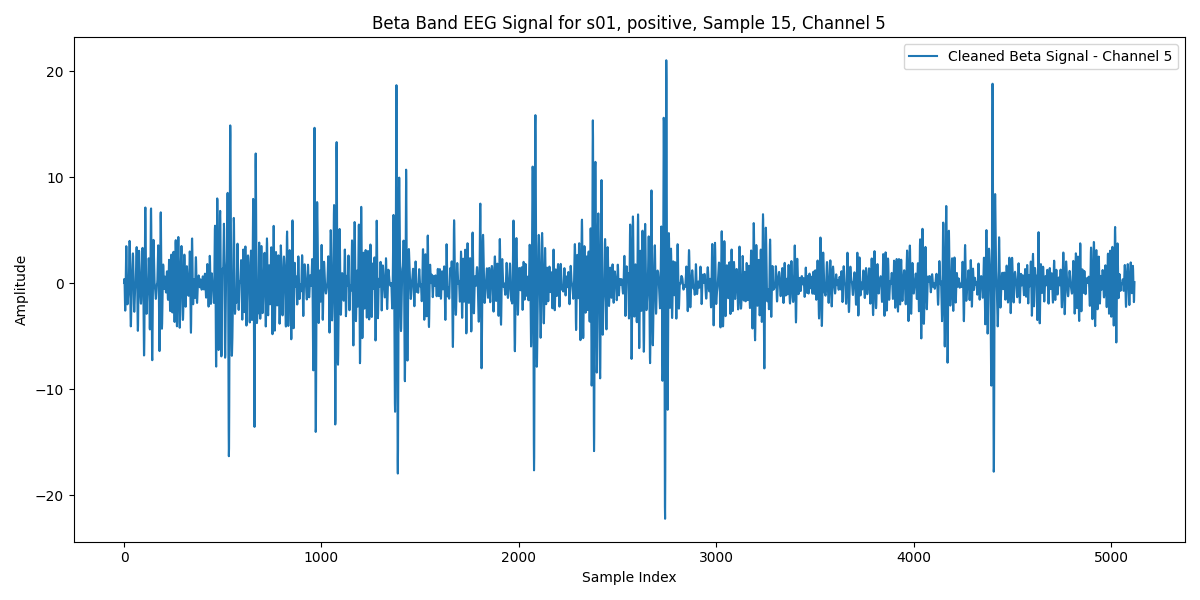 Beta Band EEG Signal for s01, positive, Sample 15, Channel 5
Cleaned Beta Signal - Channel 5
20
10
0
−10
−20
Amplitude
0 1000 2000 3000 4000 5000
Sample Index